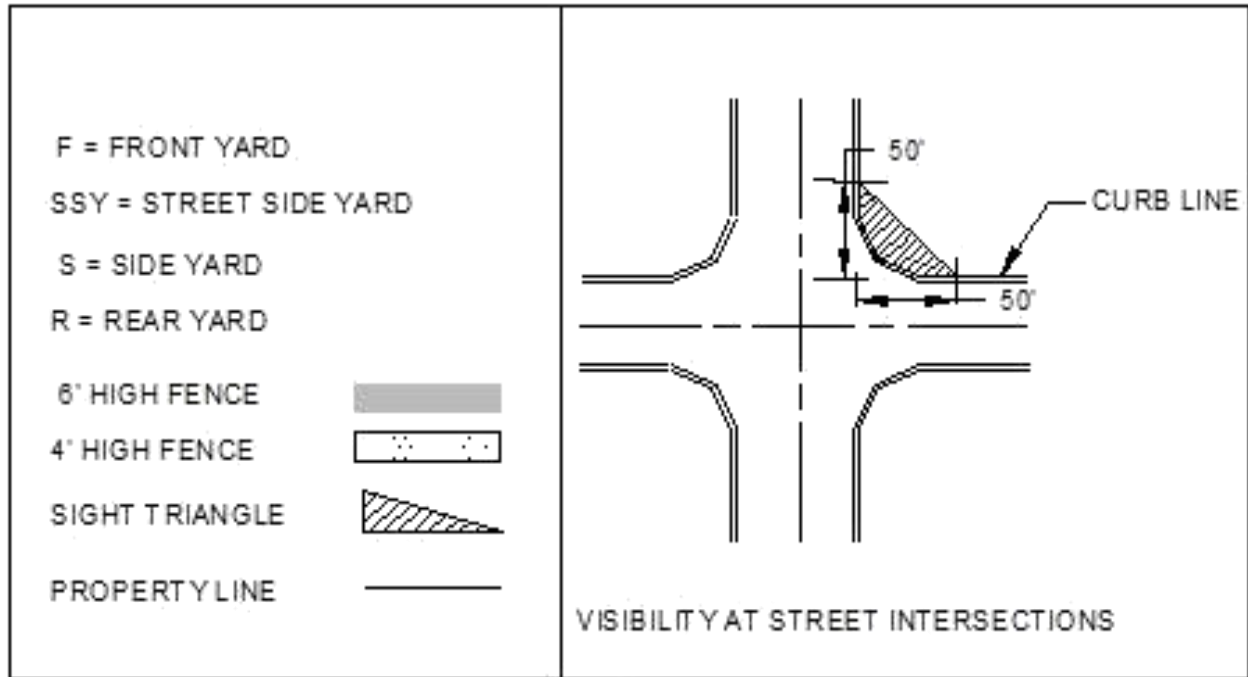 F = FRONT YARD
SSY = STREET SIDE YARD
S = SIDE YARD
R = REAR YARD
6' HIGH FENCE
4' HIGH FENCE
SIGHT TRIANGLE
PROPERTY LINE
50'
CURB LINE
50'
VISIBILITY AT STREET INTERSECTIONS